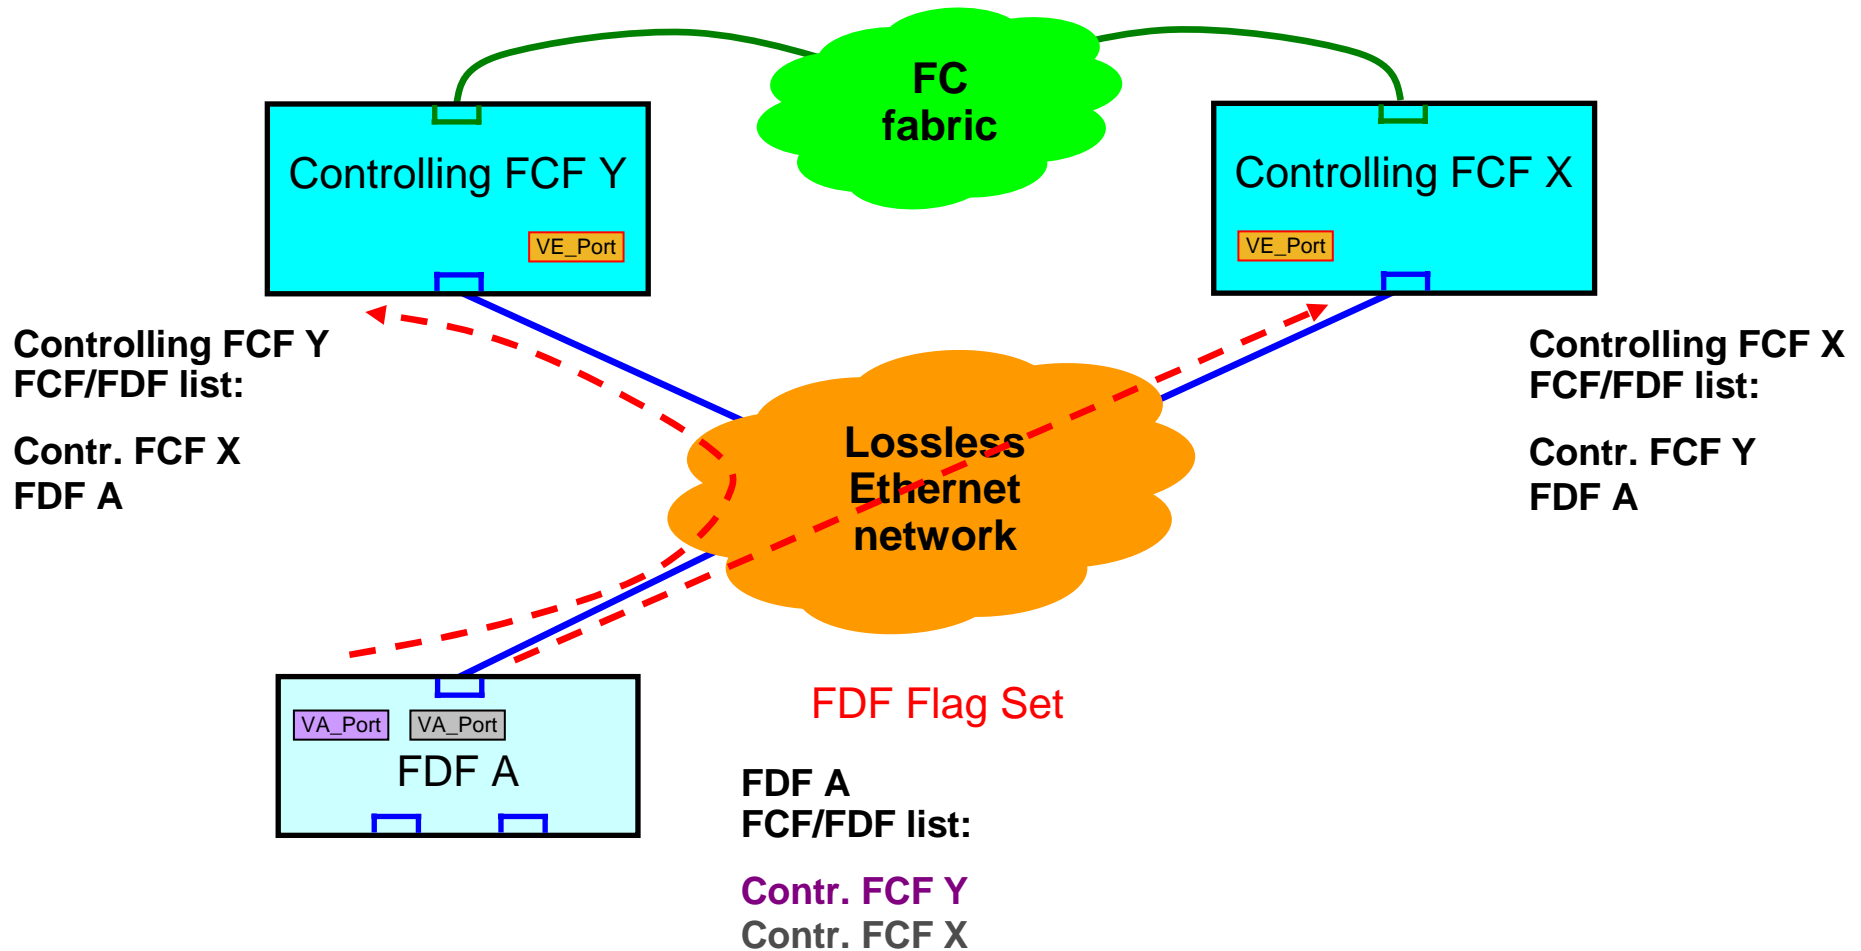 FC
fabric
Controlling FCF Y
Controlling FCF X
VE_Port
VE_Port
Controlling FCF Y
FCF/FDF list:
Contr. FCF X
FDF A
Controlling FCF X
FCF/FDF list:
Contr. FCF Y
FDF A
Lossless
Ethernet
network
VA_Port
VA_Port
FDF A
FDF Flag Set
FDF A
FCF/FDF list:
Contr. FCF Y
Contr. FCF X